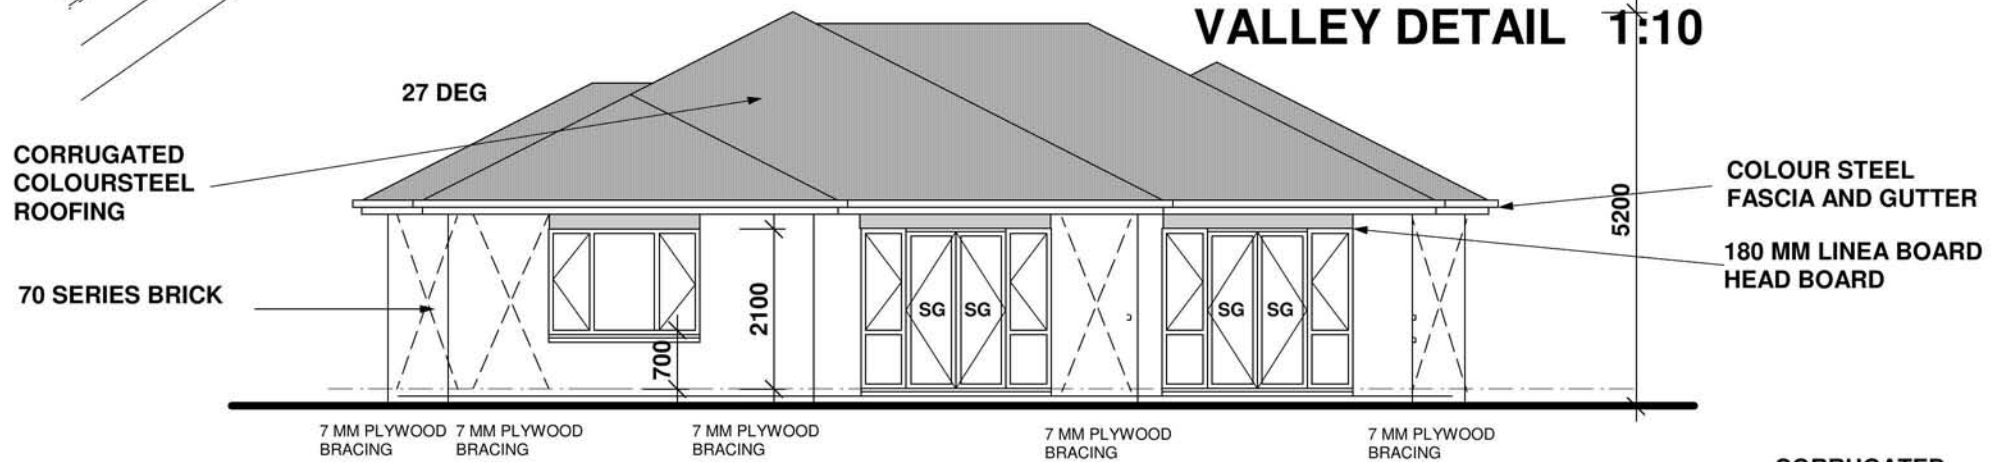 VALLEY DETAIL 1:10
27 DEG
CORRUGATED
COLOURSTEEL
ROOFING
COLOUR STEEL
FASCIA AND GUTTER
5200
180 MM LINEA BOARD
HEAD BOARD
70 SERIES BRICK
2100
700
SG SG
SG SG
7 MM PLYWOOD
BRACING
7 MM PLYWOOD
BRACING
7 MM PLYWOOD
BRACING
7 MM PLYWOOD
BRACING
7 MM PLYWOOD
BRACING
CORRUGATED